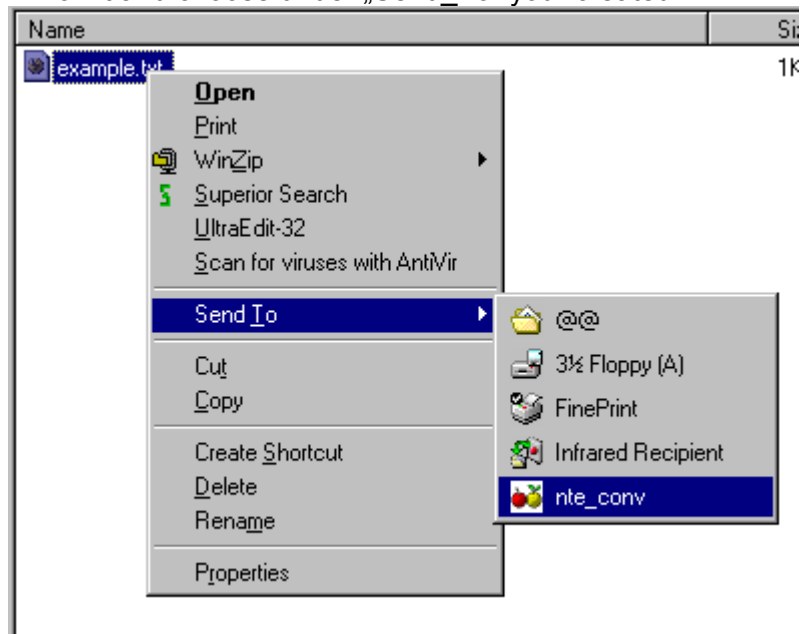 Name Siz
example.txt 1K
Open
Print
WinZip
Superior Search
UltraEdit-32
Scan for viruses with AntiVir
Send To
@@
3½ Floppy (A)
FinePrint
Infrared Recipient
nte_conv
Cut
Copy
Create Shortcut
Delete
Rename
Properties